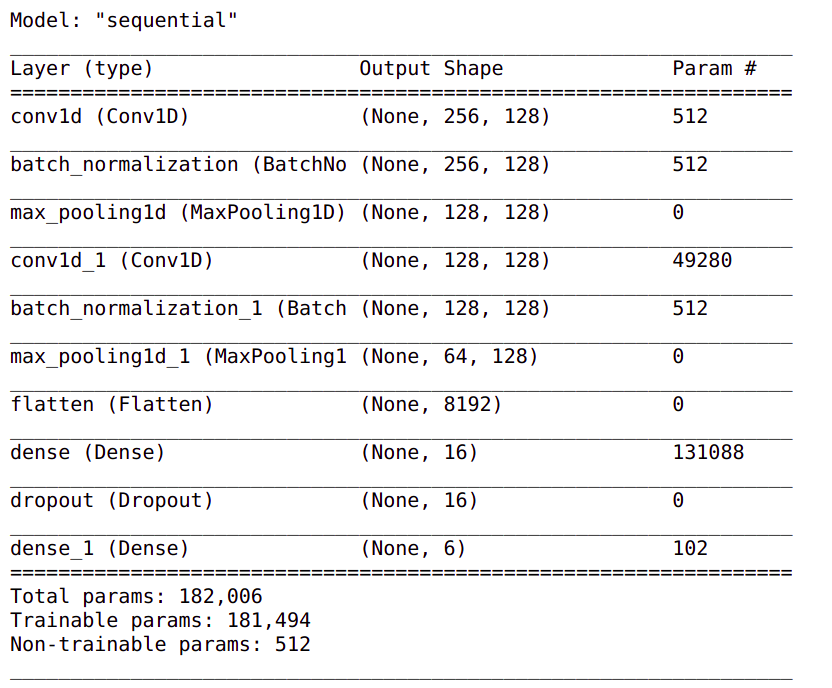 Model: "sequential"
Layer (type) Output Shape Param #
conv1d (Conv1D) (None, 256, 128) 512
batch_normalization (BatchNo (None, 256, 128) 512
max_pooling1d (MaxPooling1D) (None, 128, 128) 0
conv1d_1 (Conv1D) (None, 128, 128) 49280
batch_normalization_1 (Batch (None, 128, 128) 512
max_pooling1d_1 (MaxPooling1 (None, 64, 128) 0
flatten (Flatten) (None, 8192) 0
dense (Dense) (None, 16) 131088
dropout (Dropout) (None, 16) 0
dense_1 (Dense) (None, 6) 102
Total params: 182,006
Trainable params: 181,494
Non-trainable params: 512